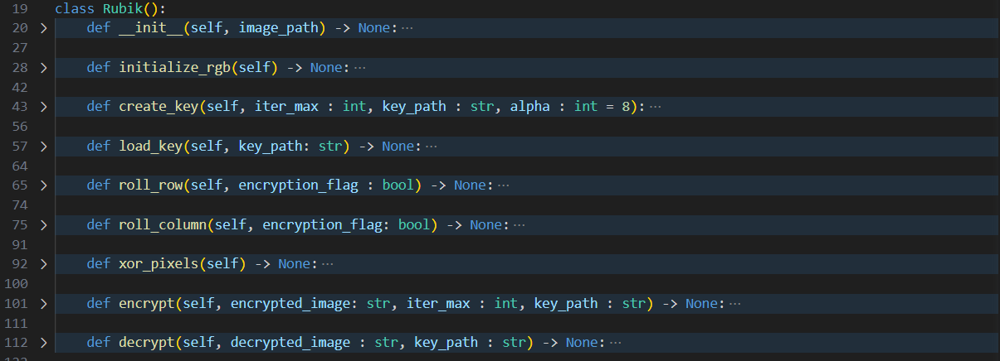 19 class Rubik():
20 > def __init__(self, image_path) -> None:···
27
28 > def initialize_rgb(self) -> None:···
42
43 > def create_key(self, iter_max : int, key_path : str, alpha : int = 8):···
56
57 > def load_key(self, key_path: str) -> None:···
64
65 > def roll_row(self, encryption_flag : bool) -> None:···
74
75 > def roll_column(self, encryption_flag: bool) -> None:···
91
92 > def xor_pixels(self) -> None:···
100
101 > def encrypt(self, encrypted_image: str, iter_max : int, key_path : str) -> None:···
111
112 > def decrypt(self, decrypted_image : str, key_path : str) -> None:···